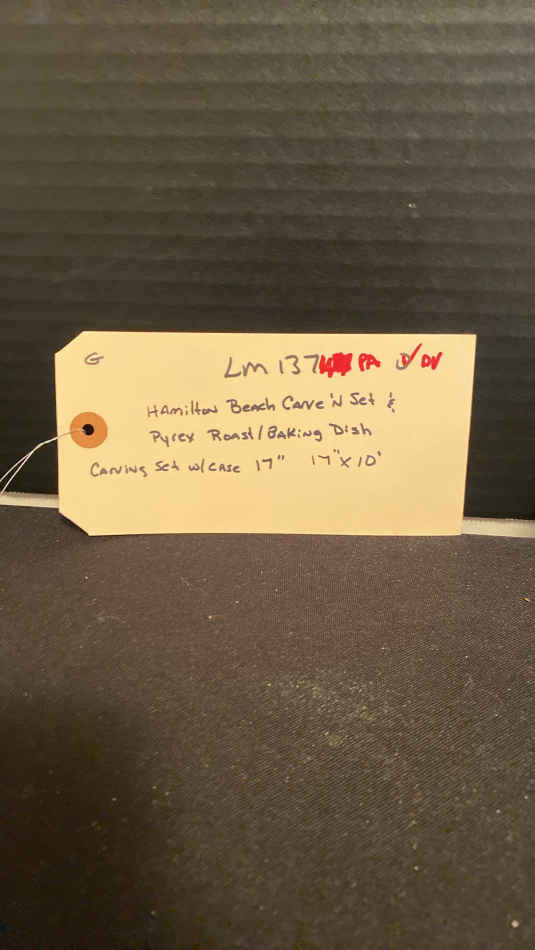 G
LM 137 PA J DV
HAmiltoN BeAch CArve 'N Set &
Pyrex RoAst/BAking Dish
CArving Set w/CASE 17" 17"X10'